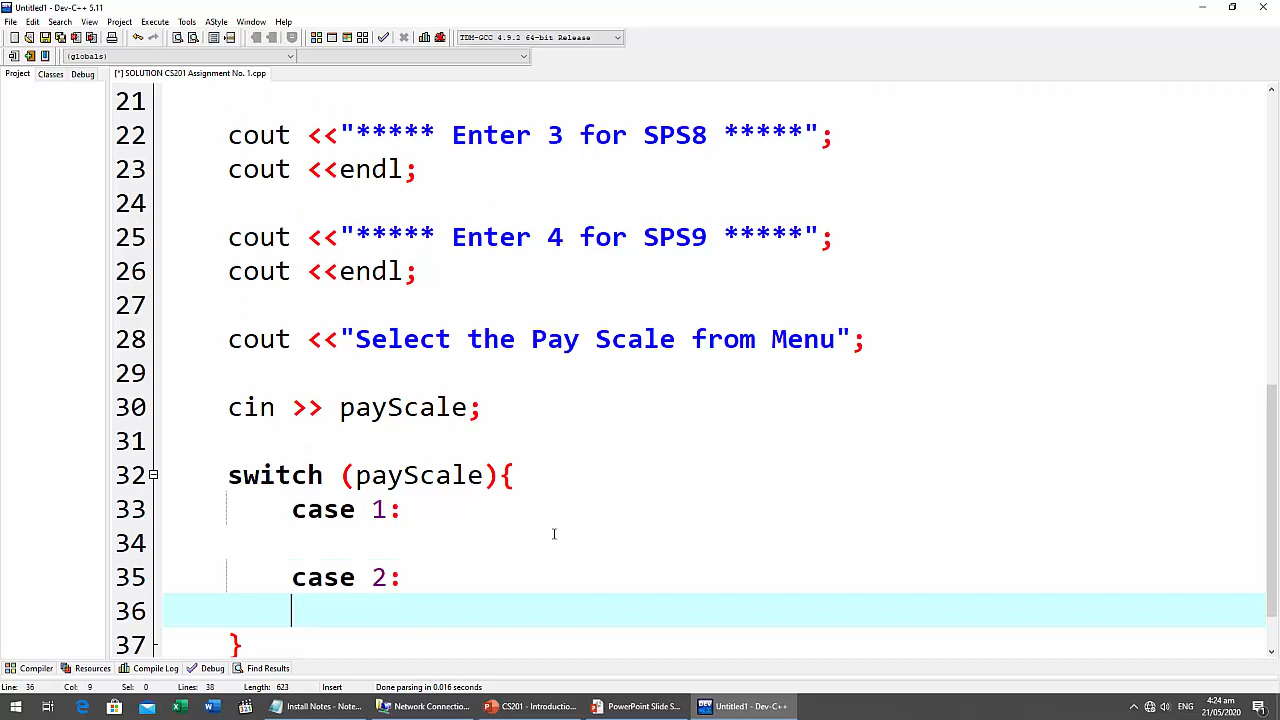 Untitled1 - Dev-C++ 5.11
File Edit Search View Project Execute Tools AStyle Window Help
TDM-GCC 4.9.2 64-bit Release
(globals)
Project Classes Debug [*] SOLUTION CS201 Assignment No. 1.cpp
21
22 cout <<"***** Enter 3 for SPS8 *****";
23 cout <<endl;
24
25 cout <<"***** Enter 4 for SPS9 *****";
26 cout <<endl;
27
28 cout <<"Select the Pay Scale from Menu";
29
30 cin >> payScale;
31
32 switch (payScale){
33 case 1:
34
35 case 2:
36
37 }
Compiler Resources Compile Log Debug Find Results
Line: 36 Col: 9 Sel: 0 Lines: 38 Length: 623 Insert Done parsing in 0.016 seconds
Install Notes - Note... Network Connectio... CS201 - Introductio... PowerPoint Slide S... Untitled1 - Dev-C++ ENG 4:24 am
21/05/2020